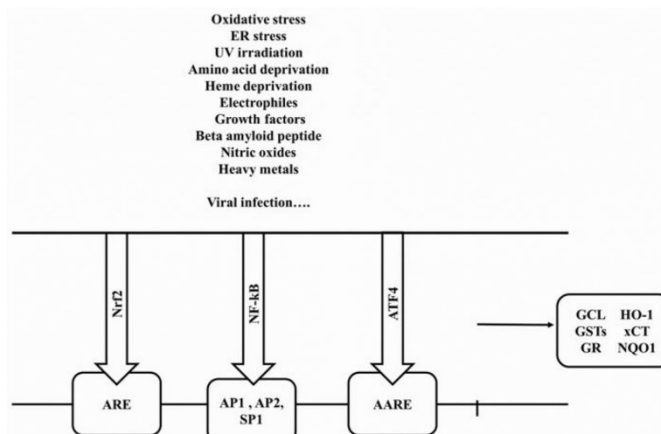 Oxidative stress
ER stress
UV irradiation
Amino acid deprivation
Heme deprivation
Electrophiles
Growth factors
Beta amyloid peptide
Nitric oxides
Heavy metals
Viral infection....
Nrf2
NF-kB
ATF4
GCL HO-1
GSTs xCT
GR NQO1
ARE
AP1 , AP2,
SP1
AARE